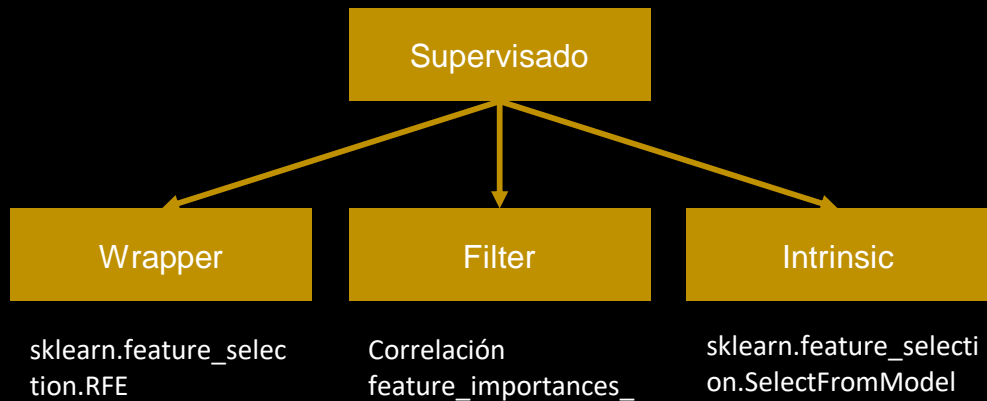 Supervisado
Wrapper
Filter
Intrinsic
sklearn.feature_selec
tion.RFE
Correlación
feature_importances_
sklearn.feature_selecti
on.SelectFromModel